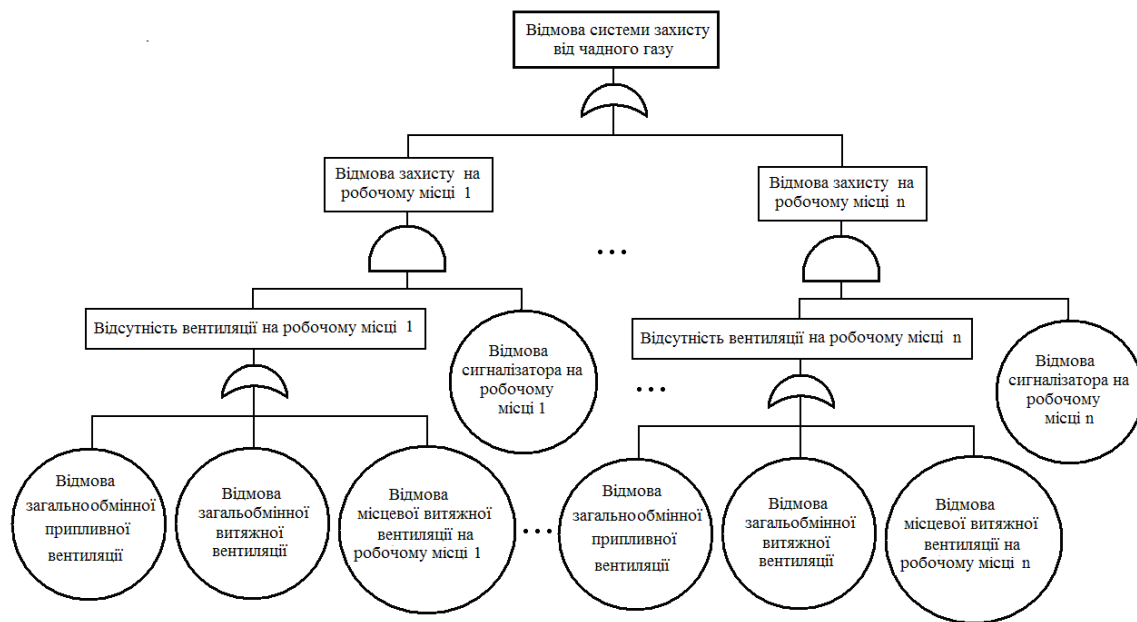 Відмова системи захисту
від чадного газу
Відмова захисту на
робочому місці 1
Відмова захисту на
робочому місці n
...
Відсутність вентиляції на робочому місці 1
Відмова
сигналізатора на
робочому
місці 1
Відсутність вентиляції на робочому місці n
Відмова
сигналізатора на
робочому
місці n
...
Відмова
загальнообмінної
припливної
вентиляції
Відмова
загальобмінної
витяжної
вентиляції
Відмова
місцевої витяжної
вентиляції на
робочому місці 1
...
Відмова
загальнообмінної
припливної
вентиляції
Відмова
загальобмінної
витяжної
вентиляції
Відмова
місцевої витяжної
вентиляції на
робочому місці n